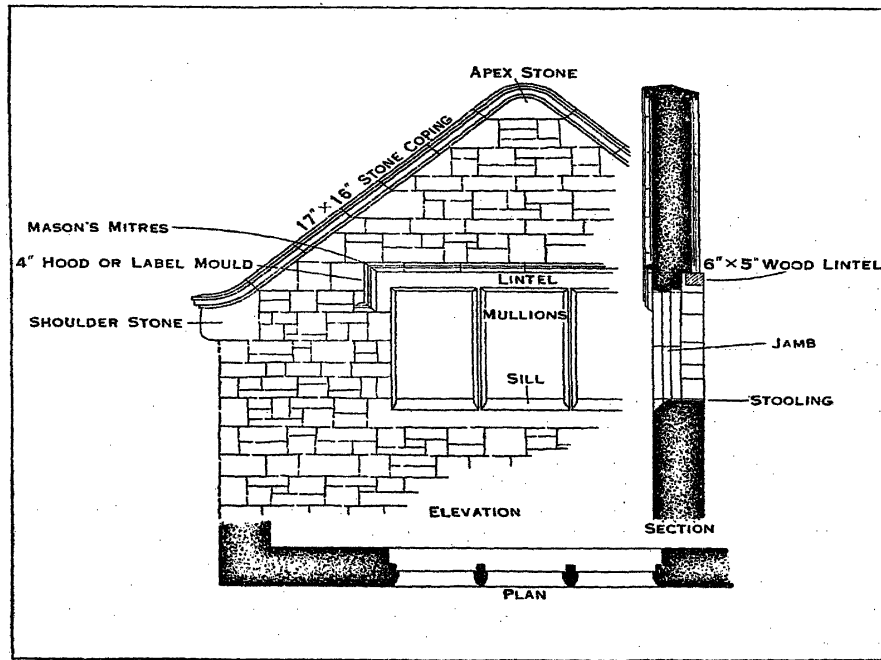 APEX STONE
17" × 16" STONE COPING
MASON'S MITRES
4" HOOD OR LABEL MOULD
6" × 5" WOOD LINTEL
LINTEL
SHOULDER STONE
MULLIONS
JAMB
SILL
STOOLING
ELEVATION
SECTION
PLAN